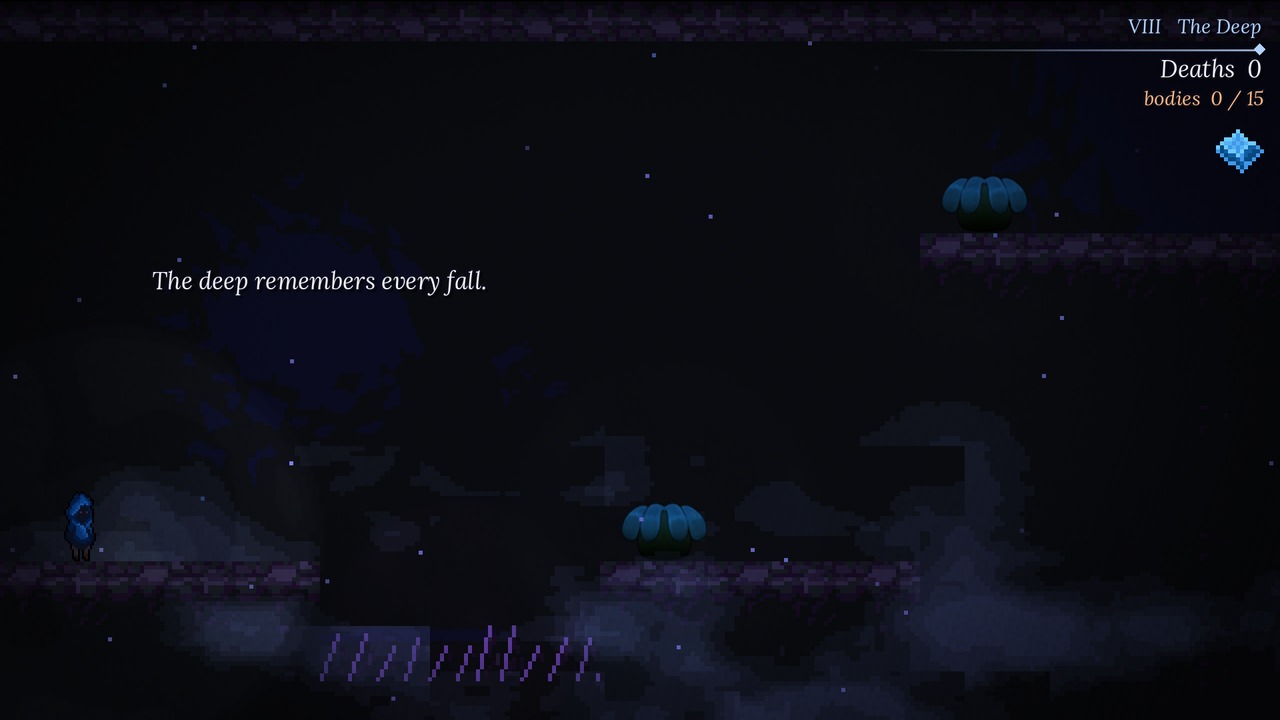 VIII The Deep
Deaths 0
bodies 0 / 15
The deep remembers every fall.